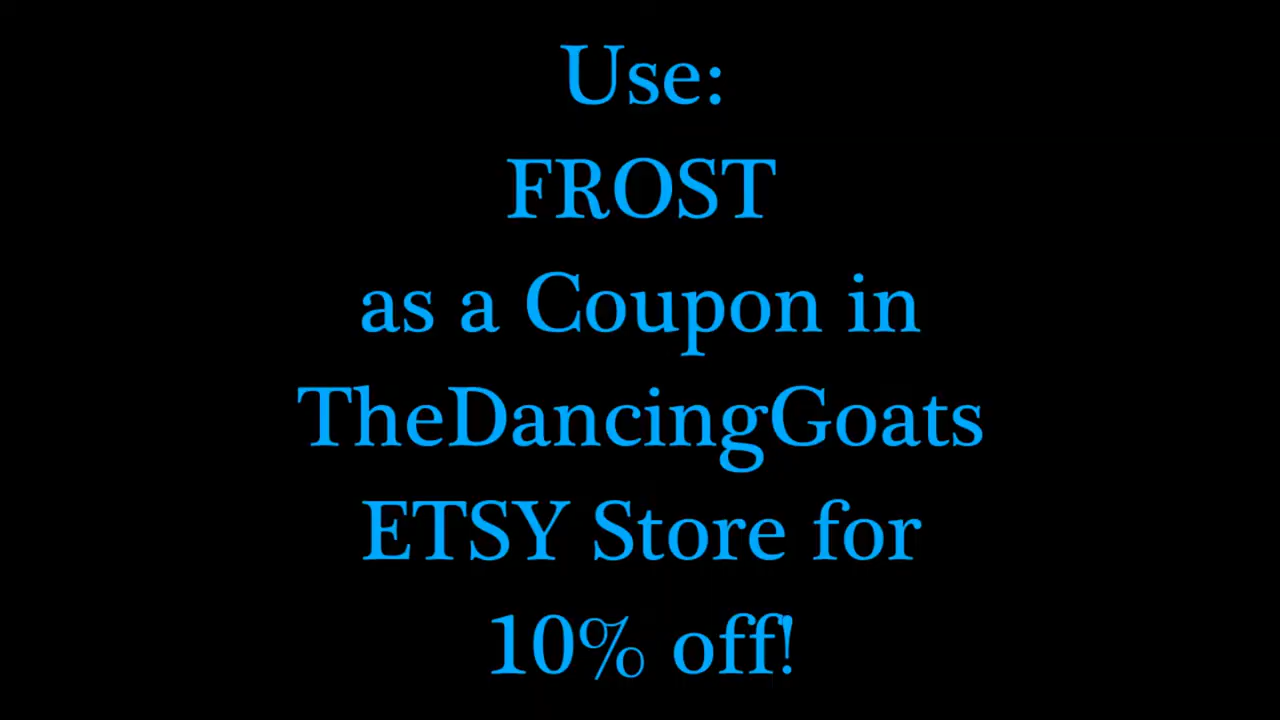 Use:
FROST
as a Coupon in
TheDancingGoats
ETSY Store for
10% off!